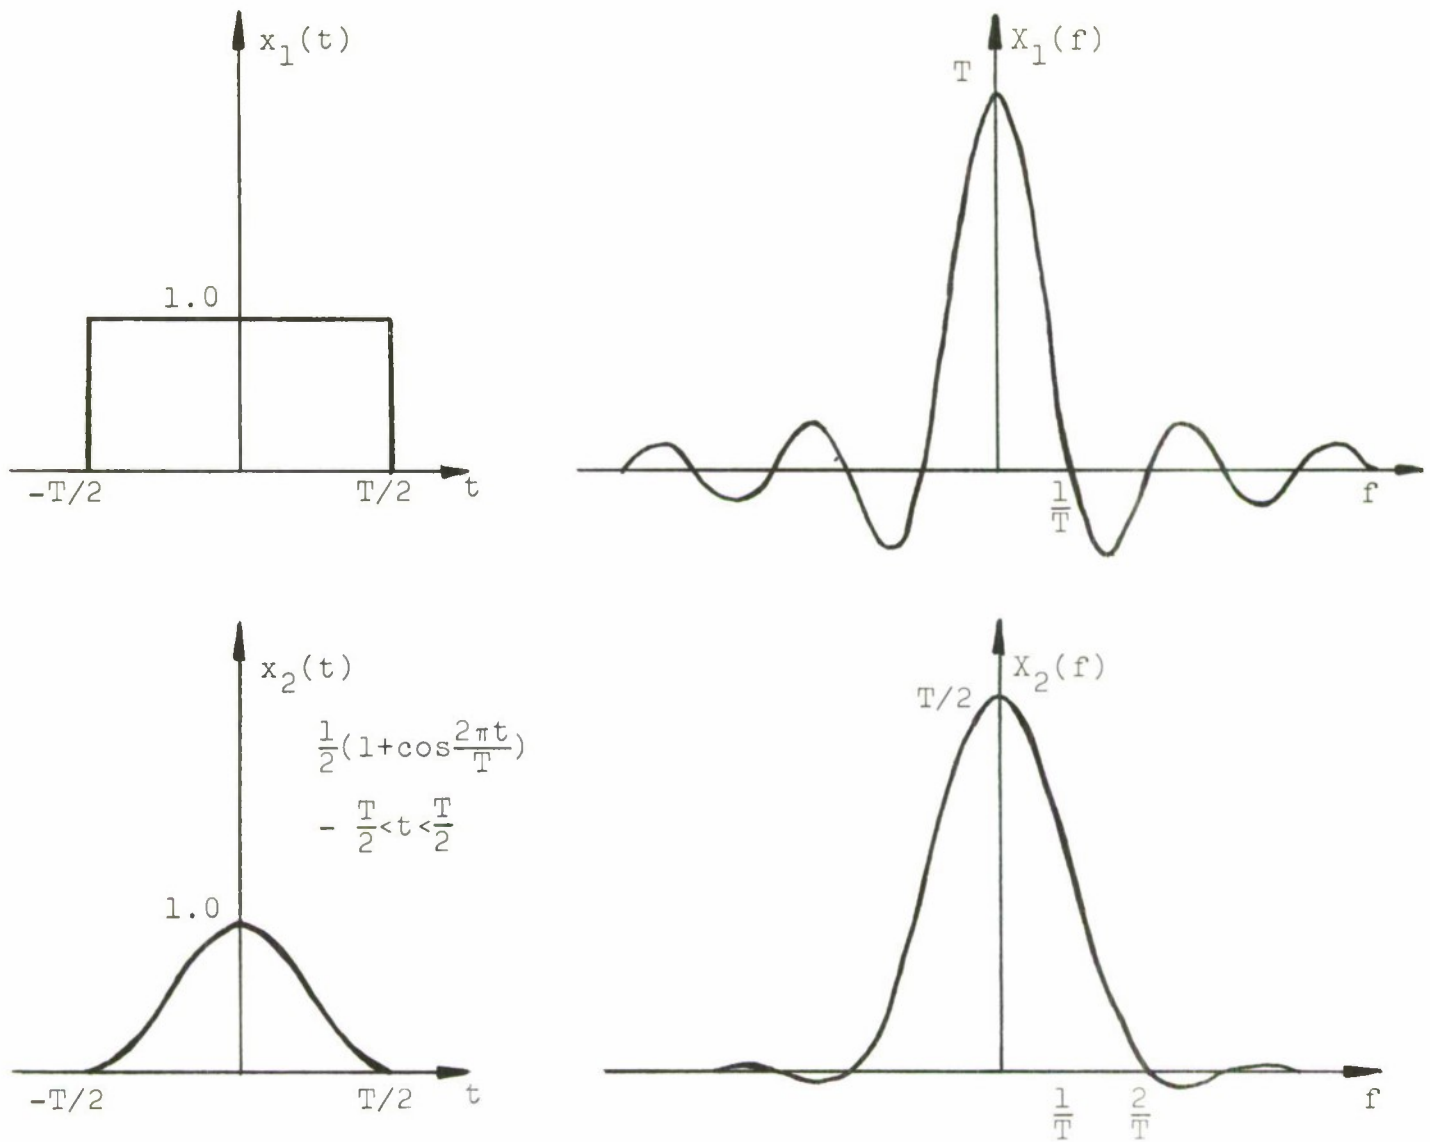 x₁(t)
X₁(f)
T
1.0
-T/2
T/2
t
1/T
f
x₂(t)
X₂(f)
T/2
1/2(1+cos 2πt/T)
- T/2<t<T/2
1.0
-T/2
T/2
t
1/T
2/T
f